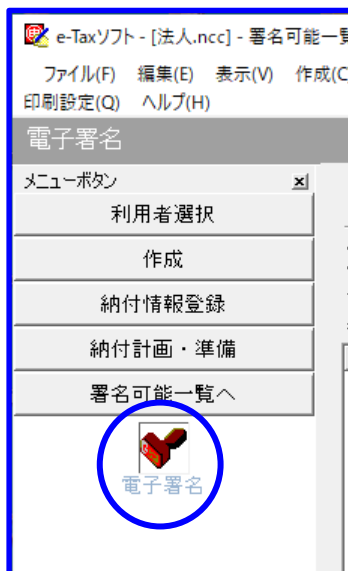 e-Taxソフト - [法人.ncc] - 署名可能一覧
ファイル(F) 編集(E) 表示(V) 作成(C
印刷設定(Q) ヘルプ(H)
電子署名
メニューボタン
利用者選択
作成
納付情報登録
納付計画・準備
署名可能一覧へ
電子署名